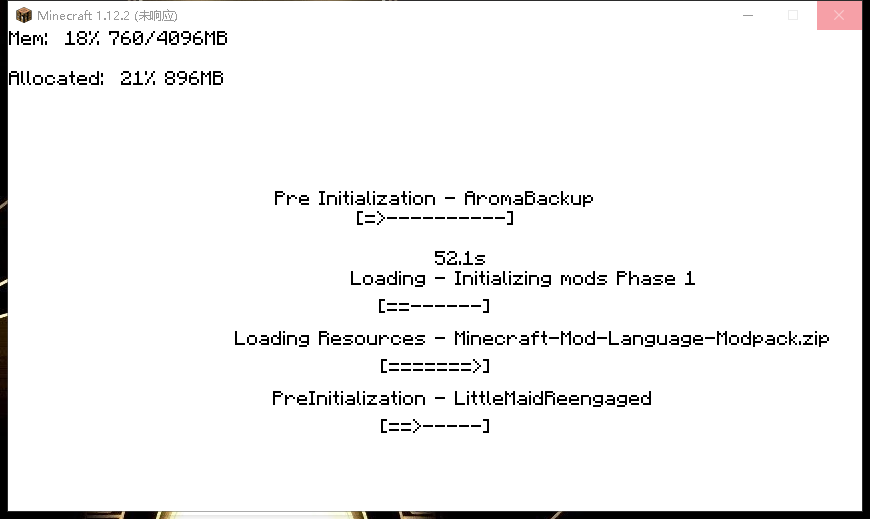 Minecraft 1.12.2 (未响应)
Mem: 18% 760/4096MB
Allocated: 21% 896MB
Pre Initialization - AromaBackup
[=>----------]
52.1s
Loading - Initializing mods Phase 1
[==------]
Loading Resources - Minecraft-Mod-Language-Modpack.zip
[=======>]
PreInitialization - LittleMaidReengaged
[==>-----]